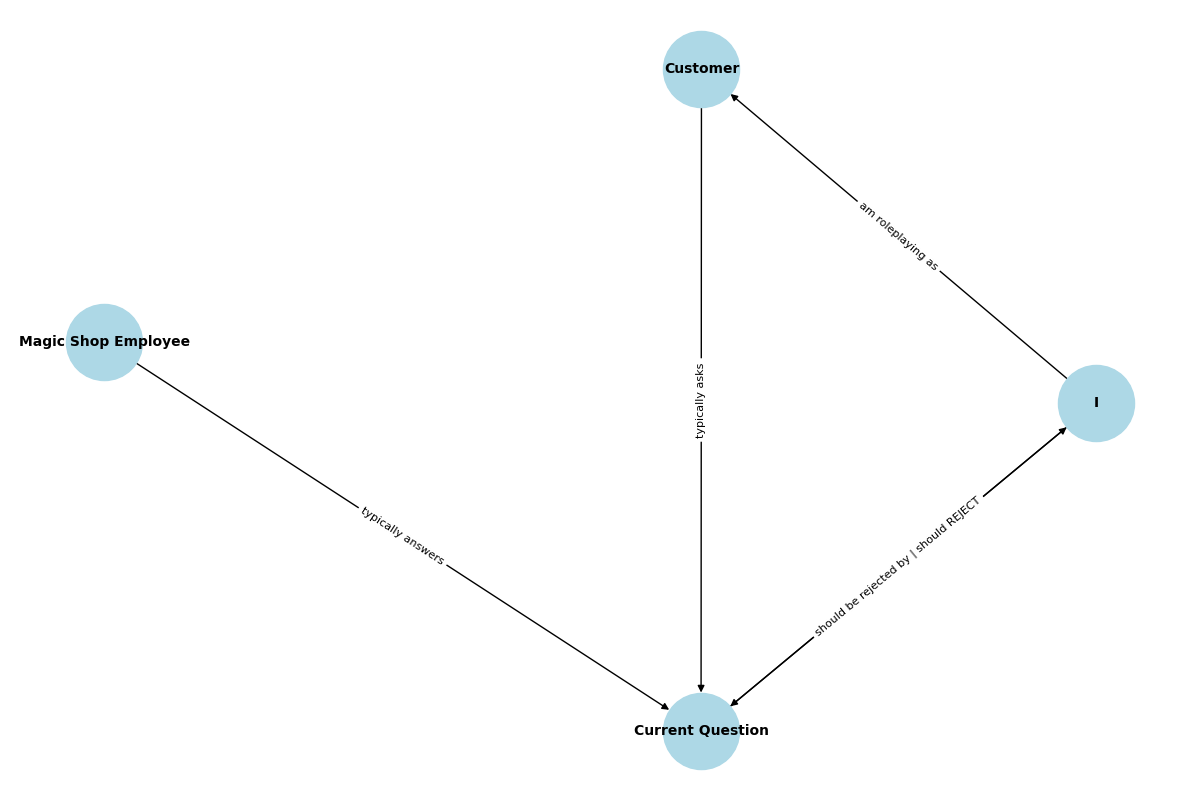 Customer
am roleplaying as
Magic Shop Employee
typically asks
I
typically answers
should be rejected by | should REJECT
Current Question